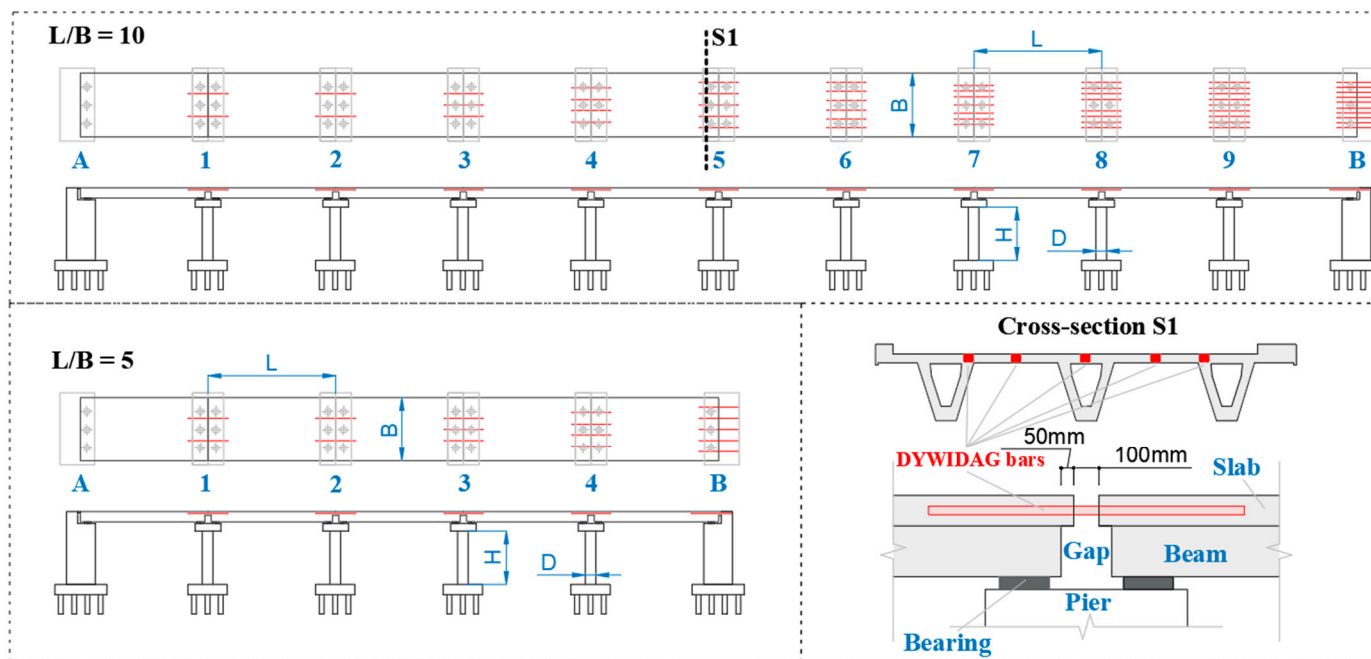 L/B = 10
S1
L
B
A 1 2 3 4 5 6 7 8 9 B
H
D
L/B = 5
L
B
A 1 2 3 4 B
H
D
Cross-section S1
50mm
DYWIDAG bars
100mm
Slab
Gap
Beam
Pier
Bearing